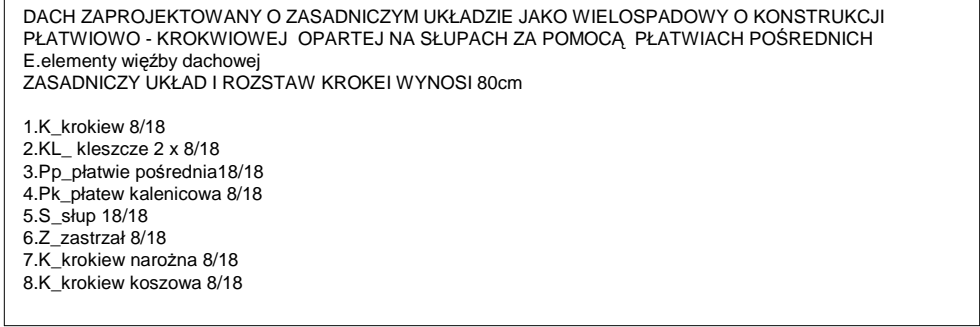 DACH ZAPROJEKTOWANY O ZASADNICZYM UKŁADZIE JAKO WIELOSPADOWY O KONSTRUKCJI
PŁATWIOWO - KROKWIOWEJ OPARTEJ NA SŁUPACH ZA POMOCĄ PŁATWIACH POŚREDNICH
E.elementy więźby dachowej
ZASADNICZY UKŁAD I ROZSTAW KROKEI WYNOSI 80cm

1.K_krokiew 8/18
2.KL_ kleszcze 2 x 8/18
3.Pp_płatwie pośrednia18/18
4.Pk_płatew kalenicowa 8/18
5.S_słup 18/18
6.Z_zastrzał 8/18
7.K_krokiew narożna 8/18
8.K_krokiew koszowa 8/18